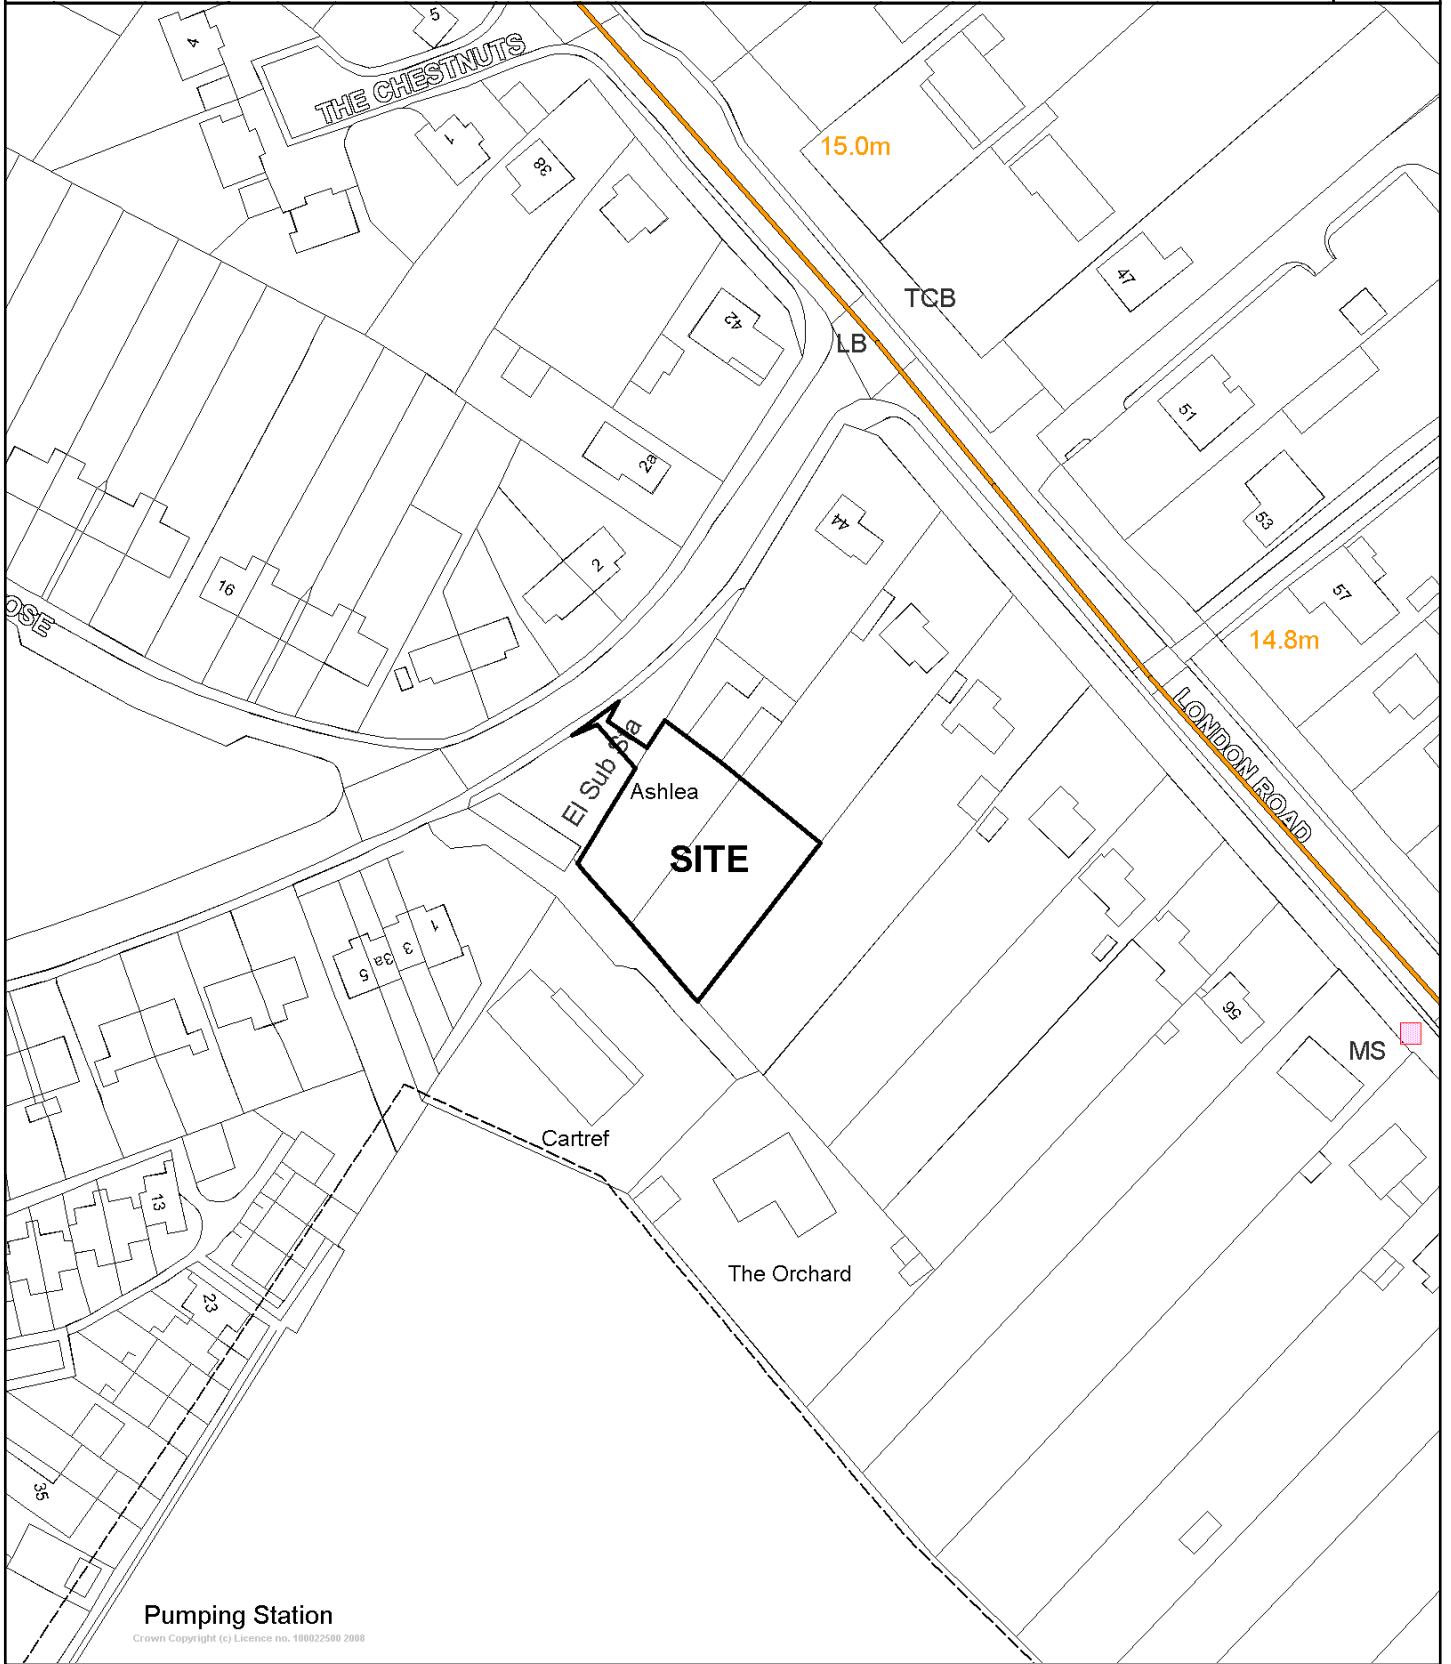 5
4
THE CHESTNUTS
1
38
15.0m
47
TCB
42
LB
51
2a
53
44
16
2
57
OSE
14.8m
LONDON ROAD
El Sub Sta
Ashlea
SITE
1
3
3a
5
56
MS
Cartref
13
The Orchard
23
35
Pumping Station
Crown Copyright (c) Licence no. 100022500 2008